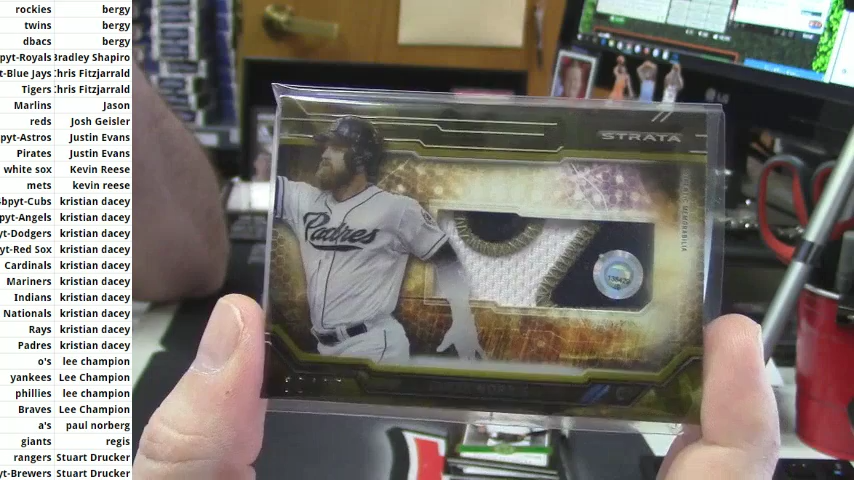 rockies bergy
twins bergy
dbacs bergy
pyt-Royals Bradley Shapiro
t-Blue Jays Chris Fitzjarrald
Tigers Chris Fitzjarrald
Marlins Jason
reds Josh Geisler
pyt-Astros Justin Evans
Pirates Justin Evans
white sox Kevin Reese
mets kevin reese
bpyt-Cubs kristian dacey
pyt-Angels kristian dacey
yt-Dodgers kristian dacey
yt-Red Sox kristian dacey
Cardinals kristian dacey
Mariners kristian dacey
Indians kristian dacey
Nationals kristian dacey
Rays kristian dacey
Padres kristian dacey
o's lee champion
yankees Lee Champion
phillies lee champion
Braves Lee Champion
a's paul norberg
giants regis
rangers Stuart Drucker
yt-Brewers Stuart Drucker
STRATA
AUTHENTIC MEMORABILIA
Padres
LG